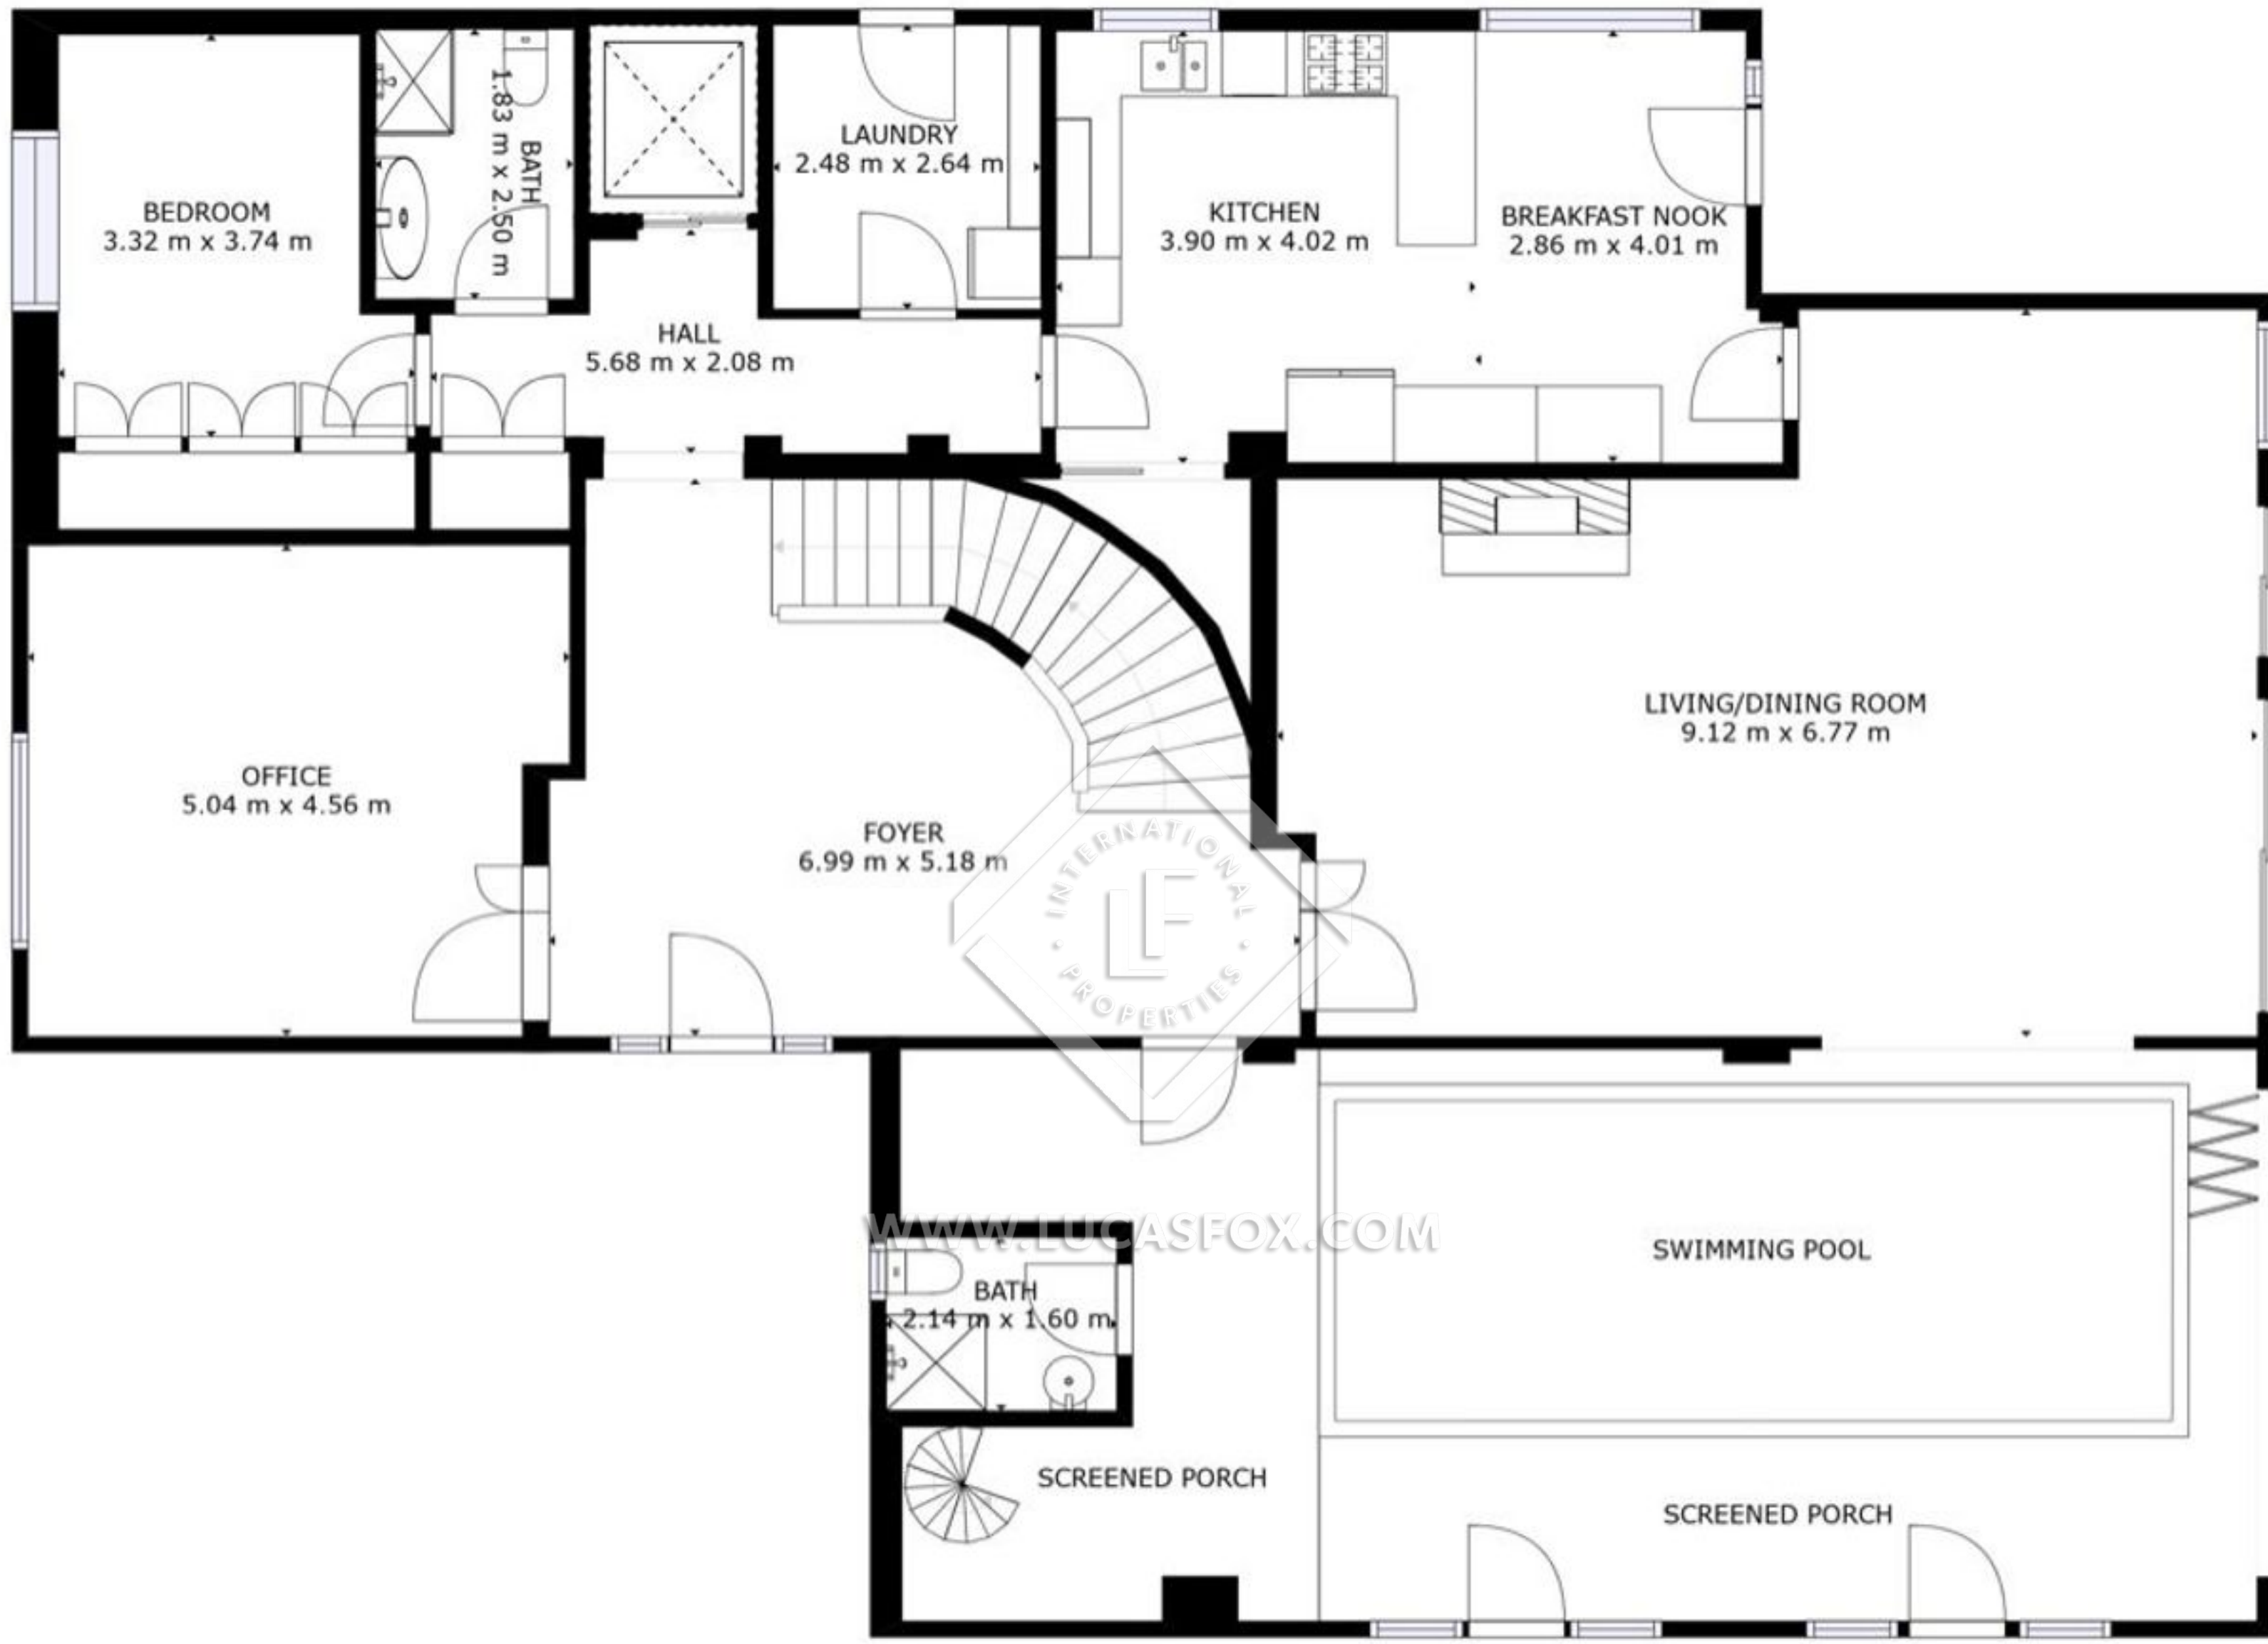 BATH
1.83 m x 2.50 m
LAUNDRY
2.48 m x 2.64 m
BEDROOM
3.32 m x 3.74 m
KITCHEN
3.90 m x 4.02 m
BREAKFAST NOOK
2.86 m x 4.01 m
HALL
5.68 m x 2.08 m
LIVING/DINING ROOM
9.12 m x 6.77 m
OFFICE
5.04 m x 4.56 m
FOYER
6.99 m x 5.18 m
INTERNATIONAL
LF
PROPERTIES
WWW.LUCASFOX.COM
SWIMMING POOL
BATH
2.14 m x 1.60 m
SCREENED PORCH
SCREENED PORCH